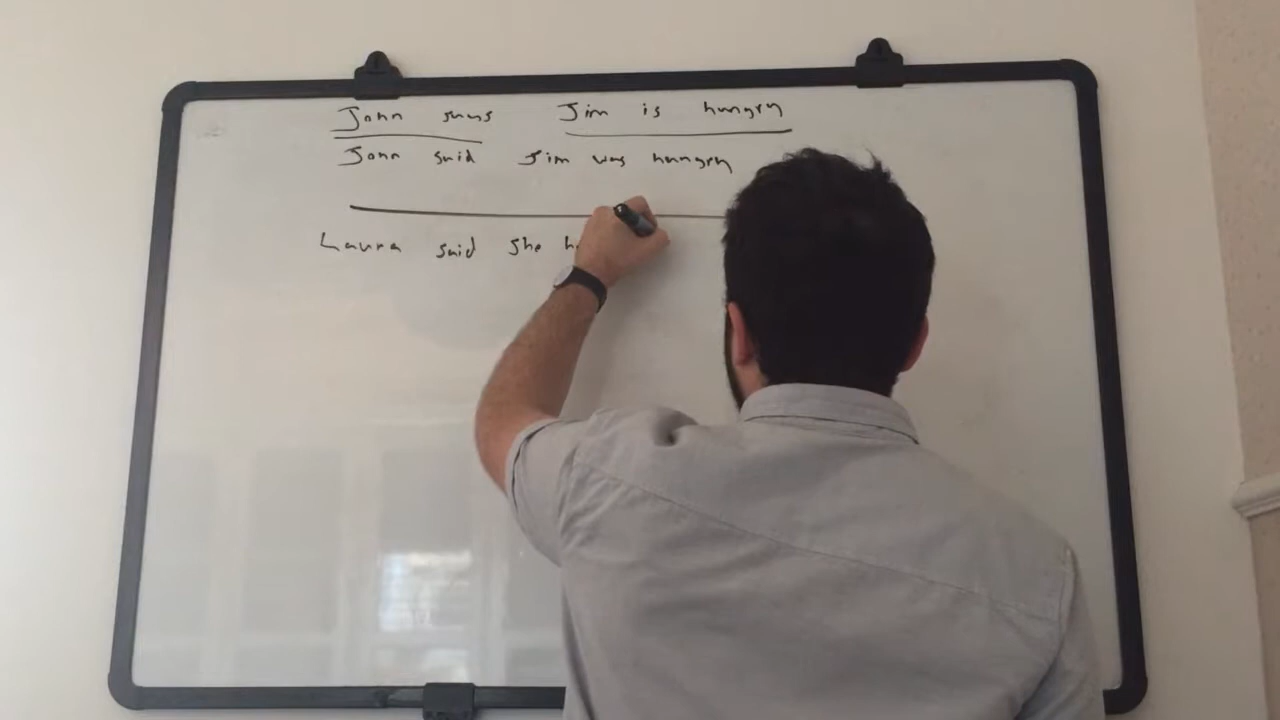 John says Jim is hungry
John said Jim was hungry
Laura said she